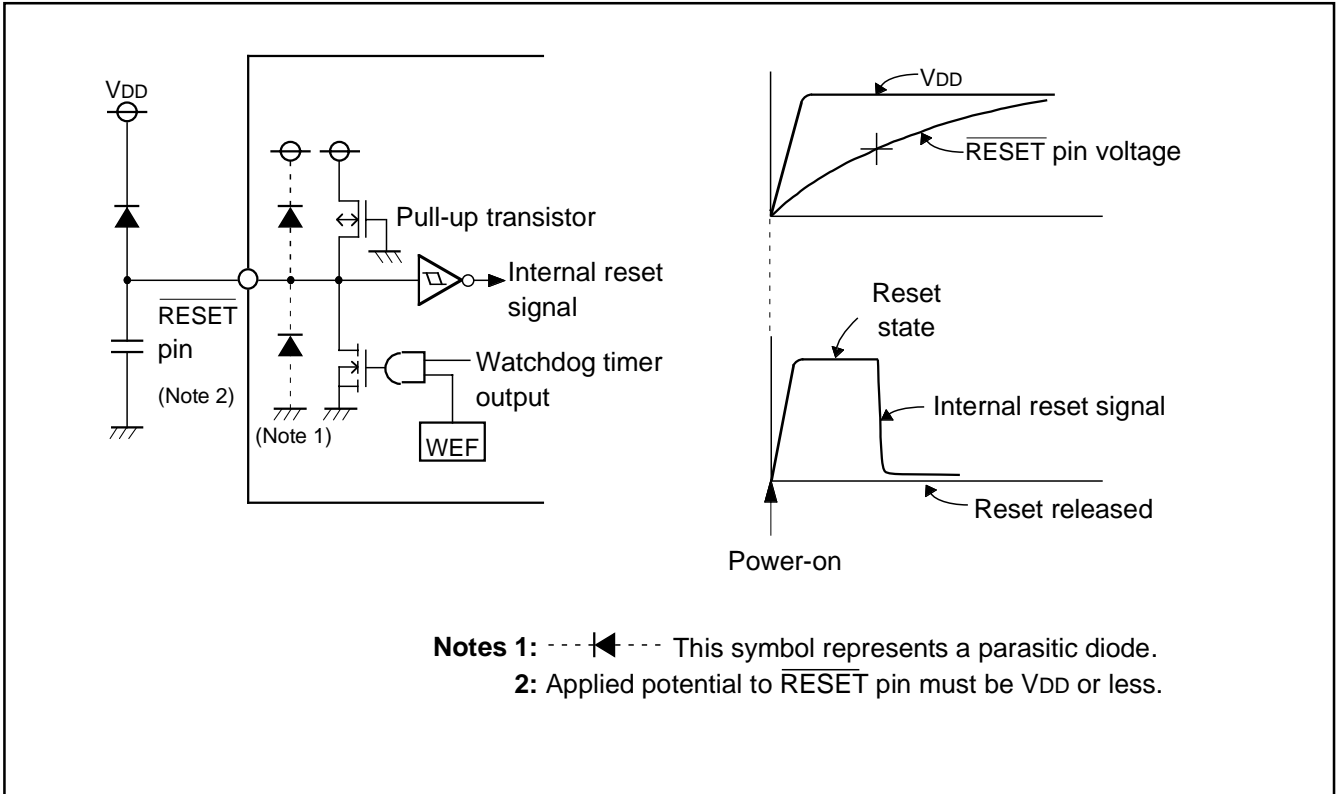 VDD
RESET
pin
(Note 2)
(Note 1)
Pull-up transistor
Internal reset
signal
Watchdog timer
output
WEF
VDD
RESET pin voltage
Reset
state
Internal reset signal
Reset released
Power-on
Notes 1: This symbol represents a parasitic diode.
2: Applied potential to RESET pin must be VDD or less.